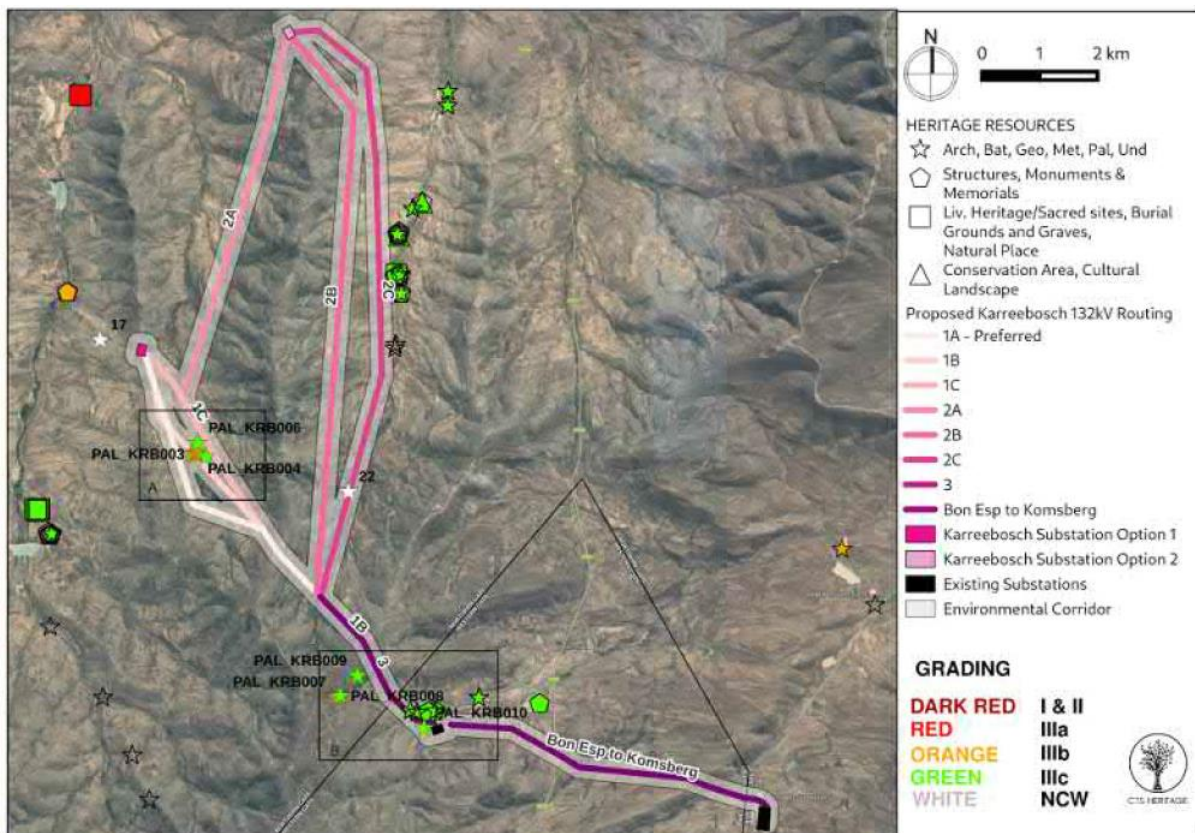 N
0 1 2 km
HERITAGE RESOURCES
Arch, Bat, Geo, Met, Pal, Und
Structures, Monuments &
Memorials
Liv. Heritage/Sacred sites, Burial
Grounds and Graves,
Natural Place
Conservation Area, Cultural
Landscape
Proposed Karreebosch 132kV Routing
1A - Preferred
1B
1C
2A
2B
2C
3
Bon Esp to Komsberg
Karreebosch Substation Option 1
Karreebosch Substation Option 2
Existing Substations
Environmental Corridor
GRADING
DARK RED I & II
RED IIIa
ORANGE IIIb
GREEN IIIc
WHITE NCW
CTS HERITAGE
2A
2B
2C
17
1C
PAL_KRB006
PAL_KRB003
PAL_KRB004
A
22
1B
3
PAL_KRB009
PAL_KRB007
PAL_KRB008
PAL_KRB010
B
Bon Esp to Komsberg